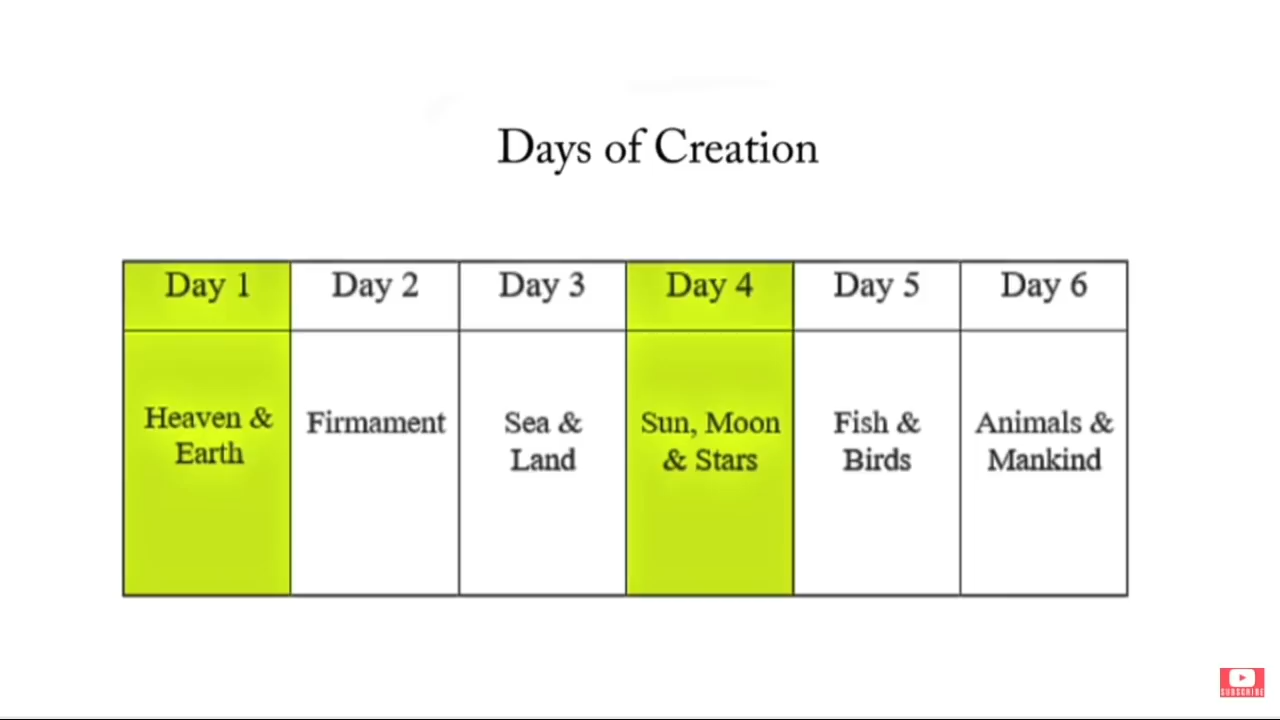 Days of Creation
Day 1
Day 2
Day 3
Day 4
Day 5
Day 6
Heaven &
Earth
Firmament
Sea &
Land
Sun, Moon
& Stars
Fish &
Birds
Animals &
Mankind
SUBSCRIBE